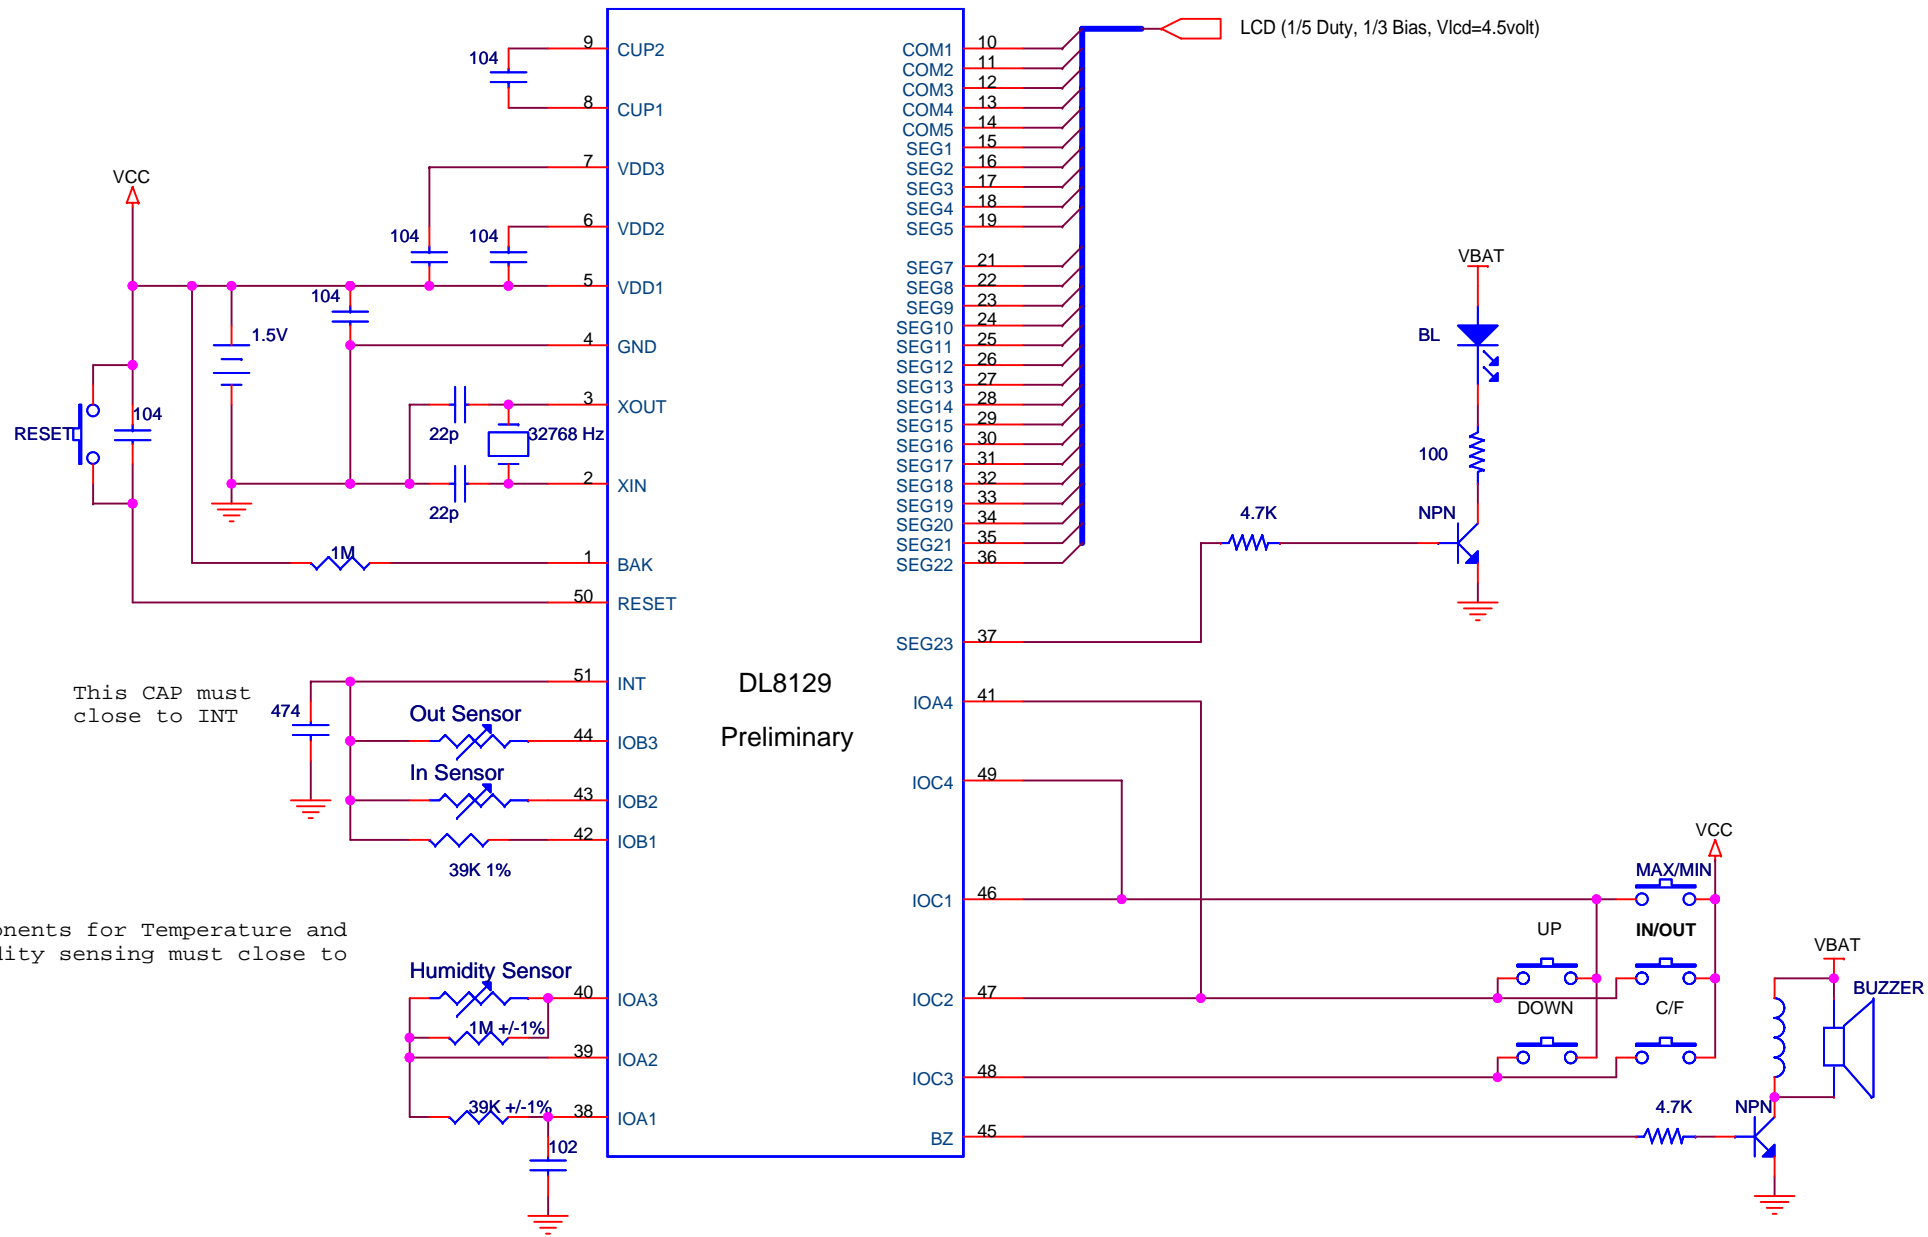 LCD (1/5 Duty, 1/3 Bias, Vlcd=4.5volt)
104
9
CUP2
8
CUP1
7
VDD3
VCC
104
104
6
VDD2
5
VDD1
104
1.5V
4
GND
RESET
104
3
XOUT
22p
32768 Hz
2
XIN
22p
1M
1
BAK
50
RESET
This CAP must
close to INT
474
51
INT
Out Sensor
44
IOB3
In Sensor
43
IOB2
42
IOB1
39K 1%
onents for Temperature and
dity sensing must close to
Humidity Sensor
40
IOA3
1M +/-1%
39
IOA2
39K +/-1%
38
IOA1
102
DL8129
Preliminary
COM1
10
COM2
11
COM3
12
COM4
13
COM5
14
SEG1
15
SEG2
16
SEG3
17
SEG4
18
SEG5
19
SEG7
21
SEG8
22
SEG9
23
SEG10
24
SEG11
25
SEG12
26
SEG13
27
SEG14
28
SEG15
29
SEG16
30
SEG17
31
SEG18
32
SEG19
33
SEG20
34
SEG21
35
SEG22
36
SEG23
37
IOA4
41
IOC4
49
IOC1
46
IOC2
47
IOC3
48
BZ
45
VBAT
BL
100
4.7K
NPN
VCC
MAX/MIN
UP
IN/OUT
DOWN
C/F
VBAT
BUZZER
4.7K
NPN